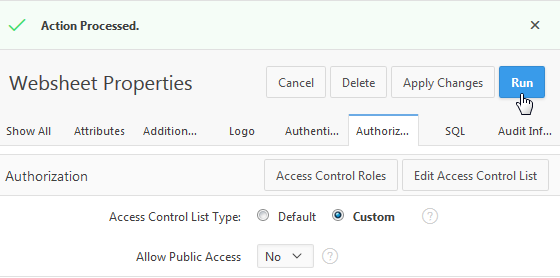 Action Processed.
Websheet Properties
Cancel Delete Apply Changes Run
Show All Attributes Addition... Logo Authenti... Authoriz... SQL Audit Inf...
Authorization Access Control Roles Edit Access Control List
Access Control List Type: Default Custom ?
Allow Public Access No ?